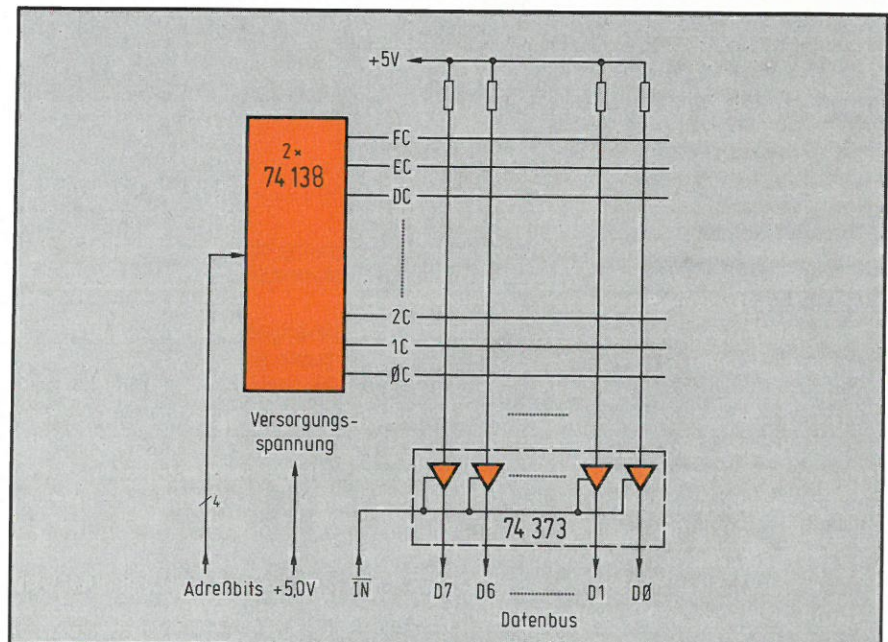 +5V
2×
74 138
FC
EC
DC
2C
1C
ØC
Versorgungs-
spannung
4
74 373
Adreßbits +5,0V IN D7 D6 D1 DØ
Datenbus